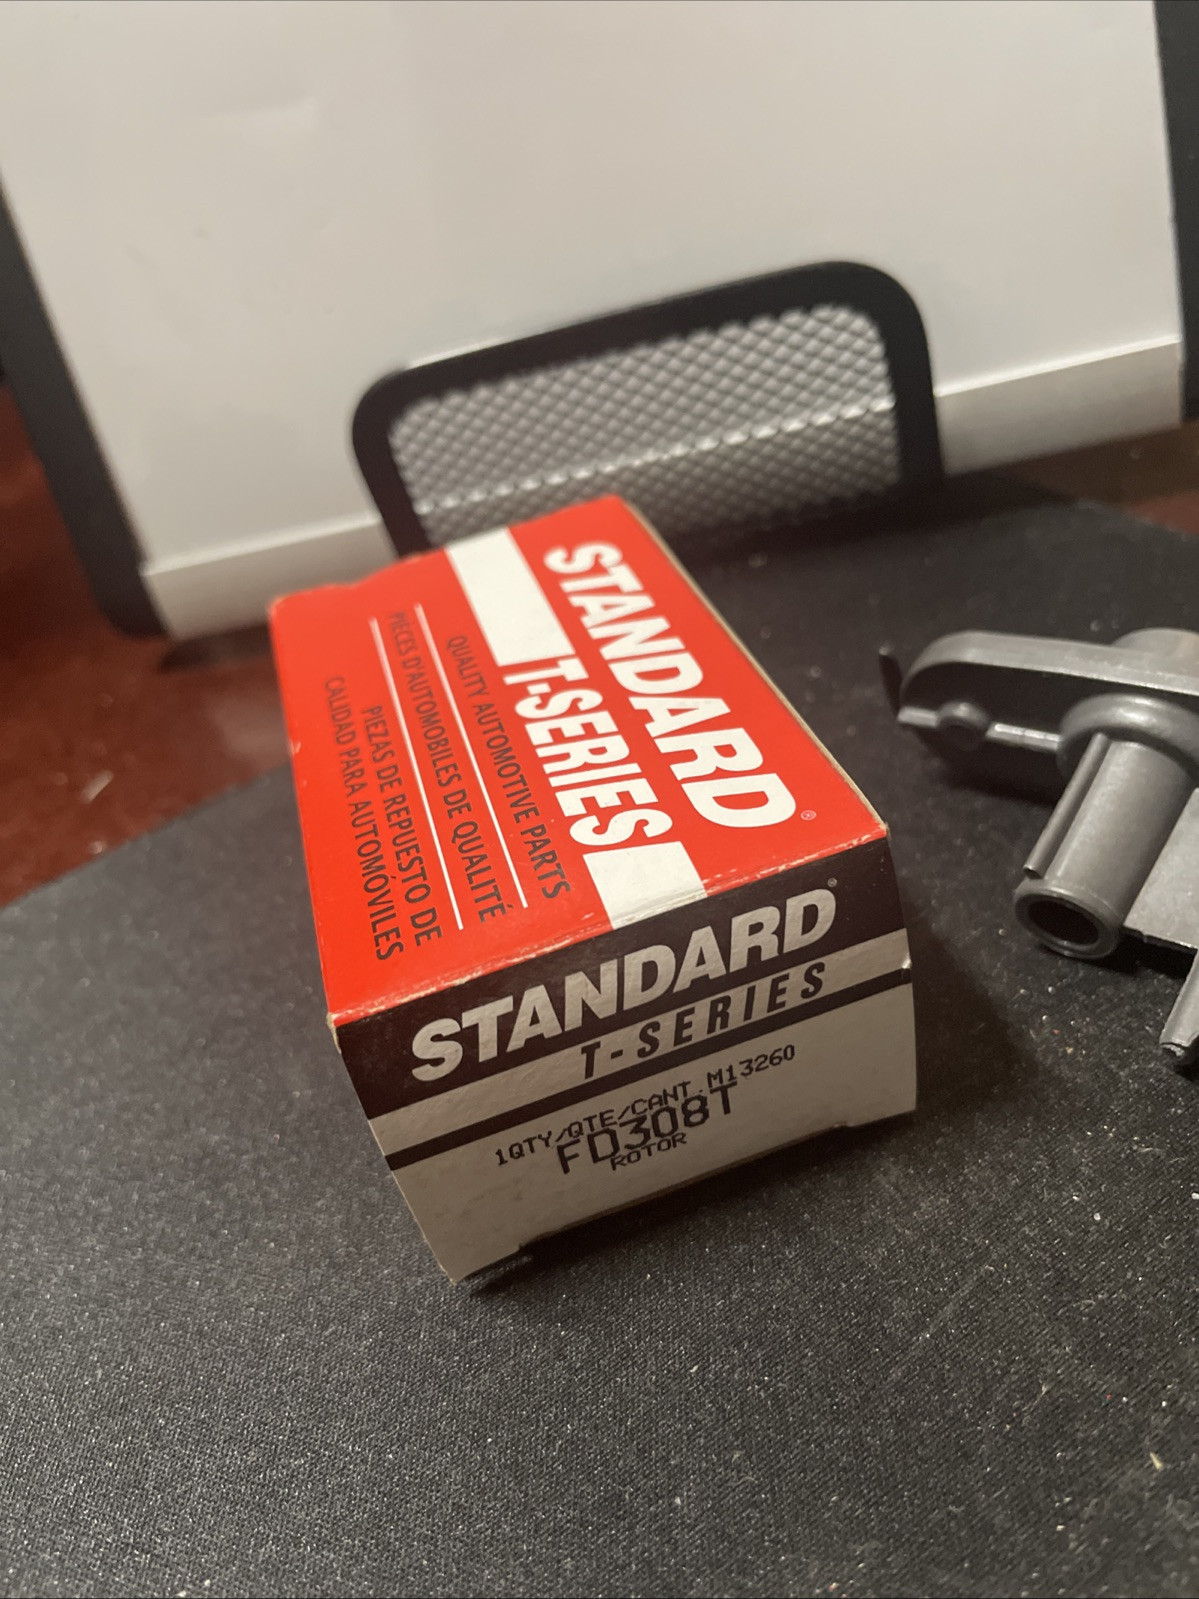 STANDARD®
T-SERIES
QUALITY AUTOMOTIVE PARTS
PIÈCES D'AUTOMOBILES DE QUALITÉ
PIEZAS DE REPUESTO DE
CALIDAD PARA AUTOMÓVILES
STANDARD®
T-SERIES
1QTY/QTE/CANT.M13260
FD308T
ROTOR